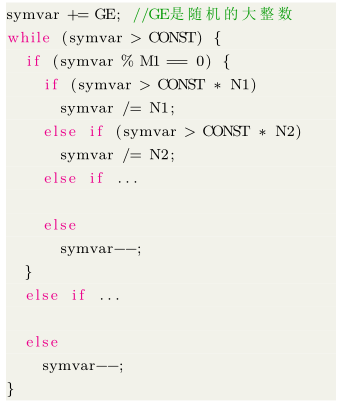 symvar += GE; //GE是随机的大整数
while (symvar > CONST) {
if (symvar % M1 == 0) {
if (symvar > CONST * N1)
symvar /= N1;
else if (symvar > CONST * N2)
symvar /= N2;
else if ...
else
symvar--;
}
else if ...
else
symvar--;
}